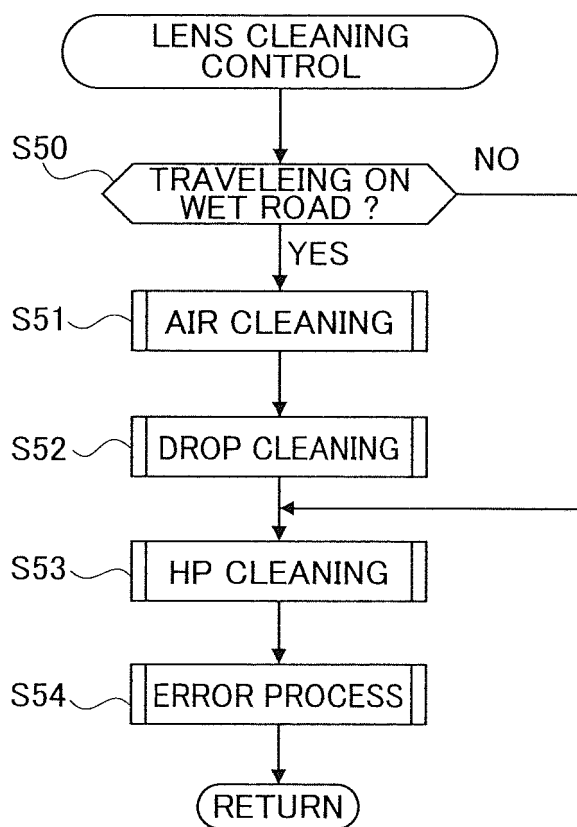 LENS CLEANING
CONTROL
S50
TRAVELEING ON
WET ROAD ?
NO
YES
S51
AIR CLEANING
S52
DROP CLEANING
S53
HP CLEANING
S54
ERROR PROCESS
RETURN